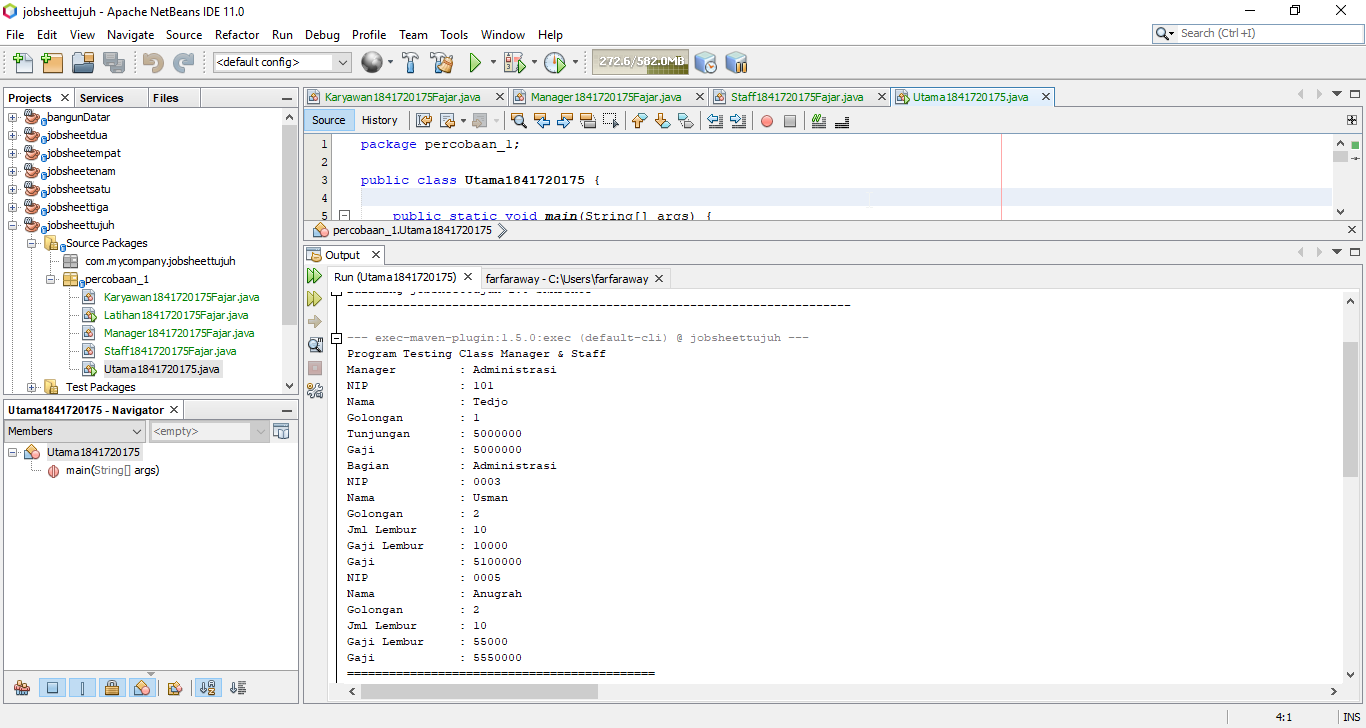 jobsheettujuh - Apache NetBeans IDE 11.0
File Edit View Navigate Source Refactor Run Debug Profile Team Tools Window Help
Search (Ctrl+I)
<default config>
272.6/582.0MB
Projects Services Files
bangunDatar
jobsheetdua
jobsheetempat
jobsheetenam
jobsheetsatu
jobsheettiga
jobsheettujuh
Source Packages
com.mycompany.jobsheettujuh
percobaan_1
Karyawan1841720175Fajar.java
Latihan1841720175Fajar.java
Manager1841720175Fajar.java
Staff1841720175Fajar.java
Utama1841720175.java
Test Packages
Utama1841720175 - Navigator
Members
<empty>
Utama1841720175
main(String[] args)
Karyawan1841720175Fajar.java Manager1841720175Fajar.java Staff1841720175Fajar.java Utama1841720175.java
Source History
1 package percobaan_1;
2
3 public class Utama1841720175 {
4
5 public static void main(String[] args) {
percobaan_1.Utama1841720175
Output
Run (Utama1841720175) farfaraway - C:\Users\farfaraway
------------------------------------------------------------------------
--- exec-maven-plugin:1.5.0:exec (default-cli) @ jobsheettujuh ---
Program Testing Class Manager & Staff
Manager : Administrasi
NIP : 101
Nama : Tedjo
Golongan : 1
Tunjungan : 5000000
Gaji : 5000000
Bagian : Administrasi
NIP : 0003
Nama : Usman
Golongan : 2
Jml Lembur : 10
Gaji Lembur : 10000
Gaji : 5100000
NIP : 0005
Nama : Anugrah
Golongan : 2
Jml Lembur : 10
Gaji Lembur : 55000
Gaji : 5550000
============================================
4:1 INS